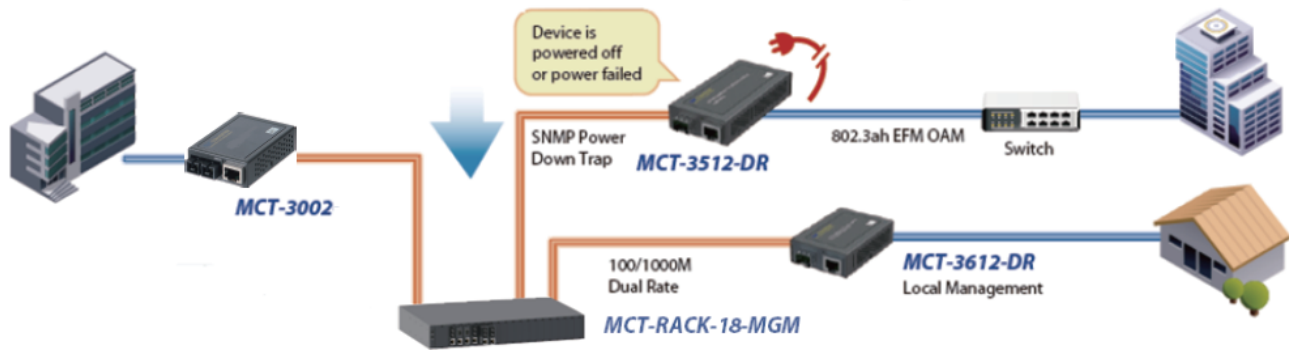 Device is
powered off
or power failed
SNMP Power
Down Trap
MCT-3512-DR
802.3ah EFM OAM
Switch
MCT-3002
100/1000M
Dual Rate
MCT-3612-DR
Local Management
MCT-RACK-18-MGM